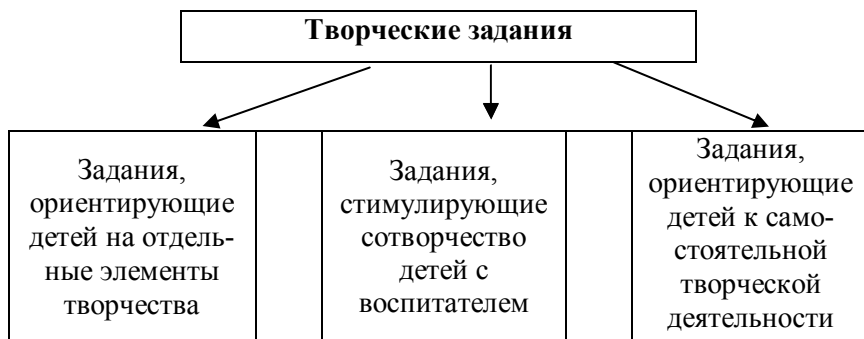 Творческие задания
Задания,
ориентирующие
детей на отдель-
ные элементы
творчества
Задания,
стимулирующие
сотворчество
детей с
воспитателем
Задания,
ориентирующие
детей к само-
стоятельной
творческой
деятельности